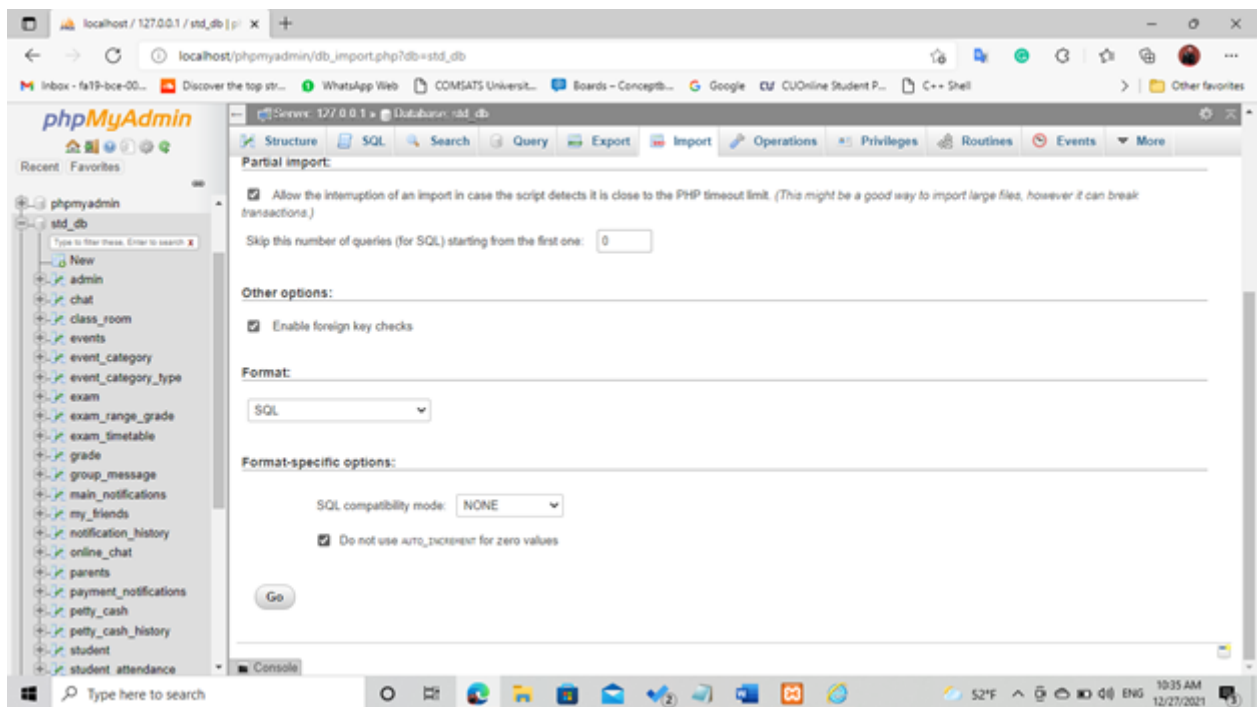 localhost / 127.0.0.1 / std_db | p
localhost/phpmyadmin/db_import.php?db=std_db
Inbox - fa19-bce-00... Discover the top str... WhatsApp Web COMSATS Universit... Boards – Conceptb... Google CUOnline Student P... C++ Shell Other favorites
phpMyAdmin
Recent Favorites
phpmyadmin
std_db
Type to filter these, Enter to search X
New
admin
chat
class_room
events
event_category
event_category_type
exam
exam_range_grade
exam_timetable
grade
group_message
main_notifications
my_friends
notification_history
online_chat
parents
payment_notifications
petty_cash
petty_cash_history
student
student_attendance
Server: 127.0.0.1 » Database: std_db
Structure SQL Search Query Export Import Operations Privileges Routines Events More
Partial import:
Allow the interruption of an import in case the script detects it is close to the PHP timeout limit. (This might be a good way to import large files, however it can break
transactions.)
Skip this number of queries (for SQL) starting from the first one: 0
Other options:
Enable foreign key checks
Format:
SQL
Format-specific options:
SQL compatibility mode: NONE
Do not use AUTO_INCREMENT for zero values
Go
Console
Type here to search
2
52°F
ENG
10:35 AM
12/27/2021